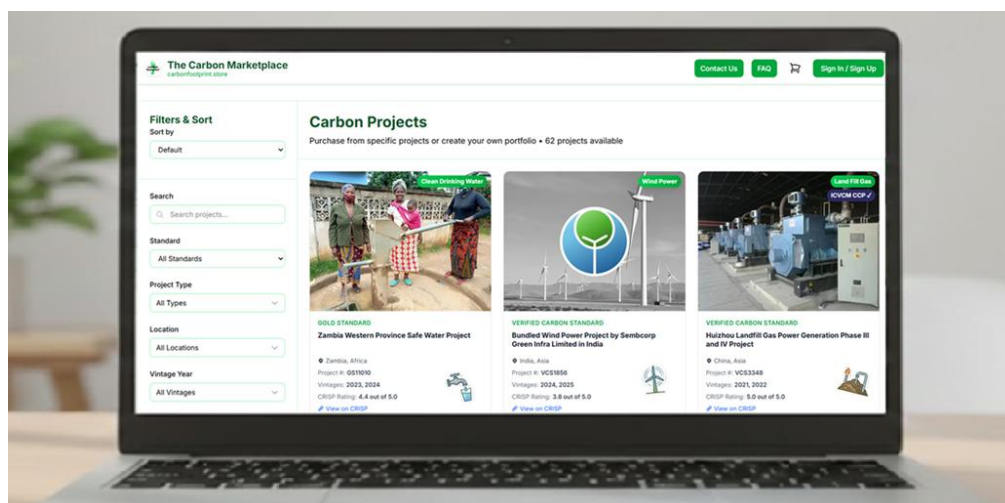 The Carbon Marketplace
carbonfootprint.store
Contact Us
FAQ
Sign In / Sign Up
Filters & Sort
Sort by
Default
Search
Search projects...
Standard
All Standards
Project Type
All Types
Location
All Locations
Vintage Year
All Vintages
Carbon Projects
Purchase from specific projects or create your own portfolio • 62 projects available
Clean Drinking Water
GOLD STANDARD
Zambia Western Province Safe Water Project
Zambia, Africa
Project #: GS11010
Vintages: 2023, 2024
CRISP Rating: 4.4 out of 5.0
View on CRISP
Wind Power
VERIFIED CARBON STANDARD
Bundled Wind Power Project by Sembcorp
Green Infra Limited in India
India, Asia
Project #: VCS1856
Vintages: 2024, 2025
CRISP Rating: 3.8 out of 5.0
View on CRISP
Land Fill Gas
ICVCM CCP ✓
VERIFIED CARBON STANDARD
Huizhou Landfill Gas Power Generation Phase III
and IV Project
China, Asia
Project #: VCS3348
Vintages: 2021, 2022
CRISP Rating: 5.0 out of 5.0
View on CRISP